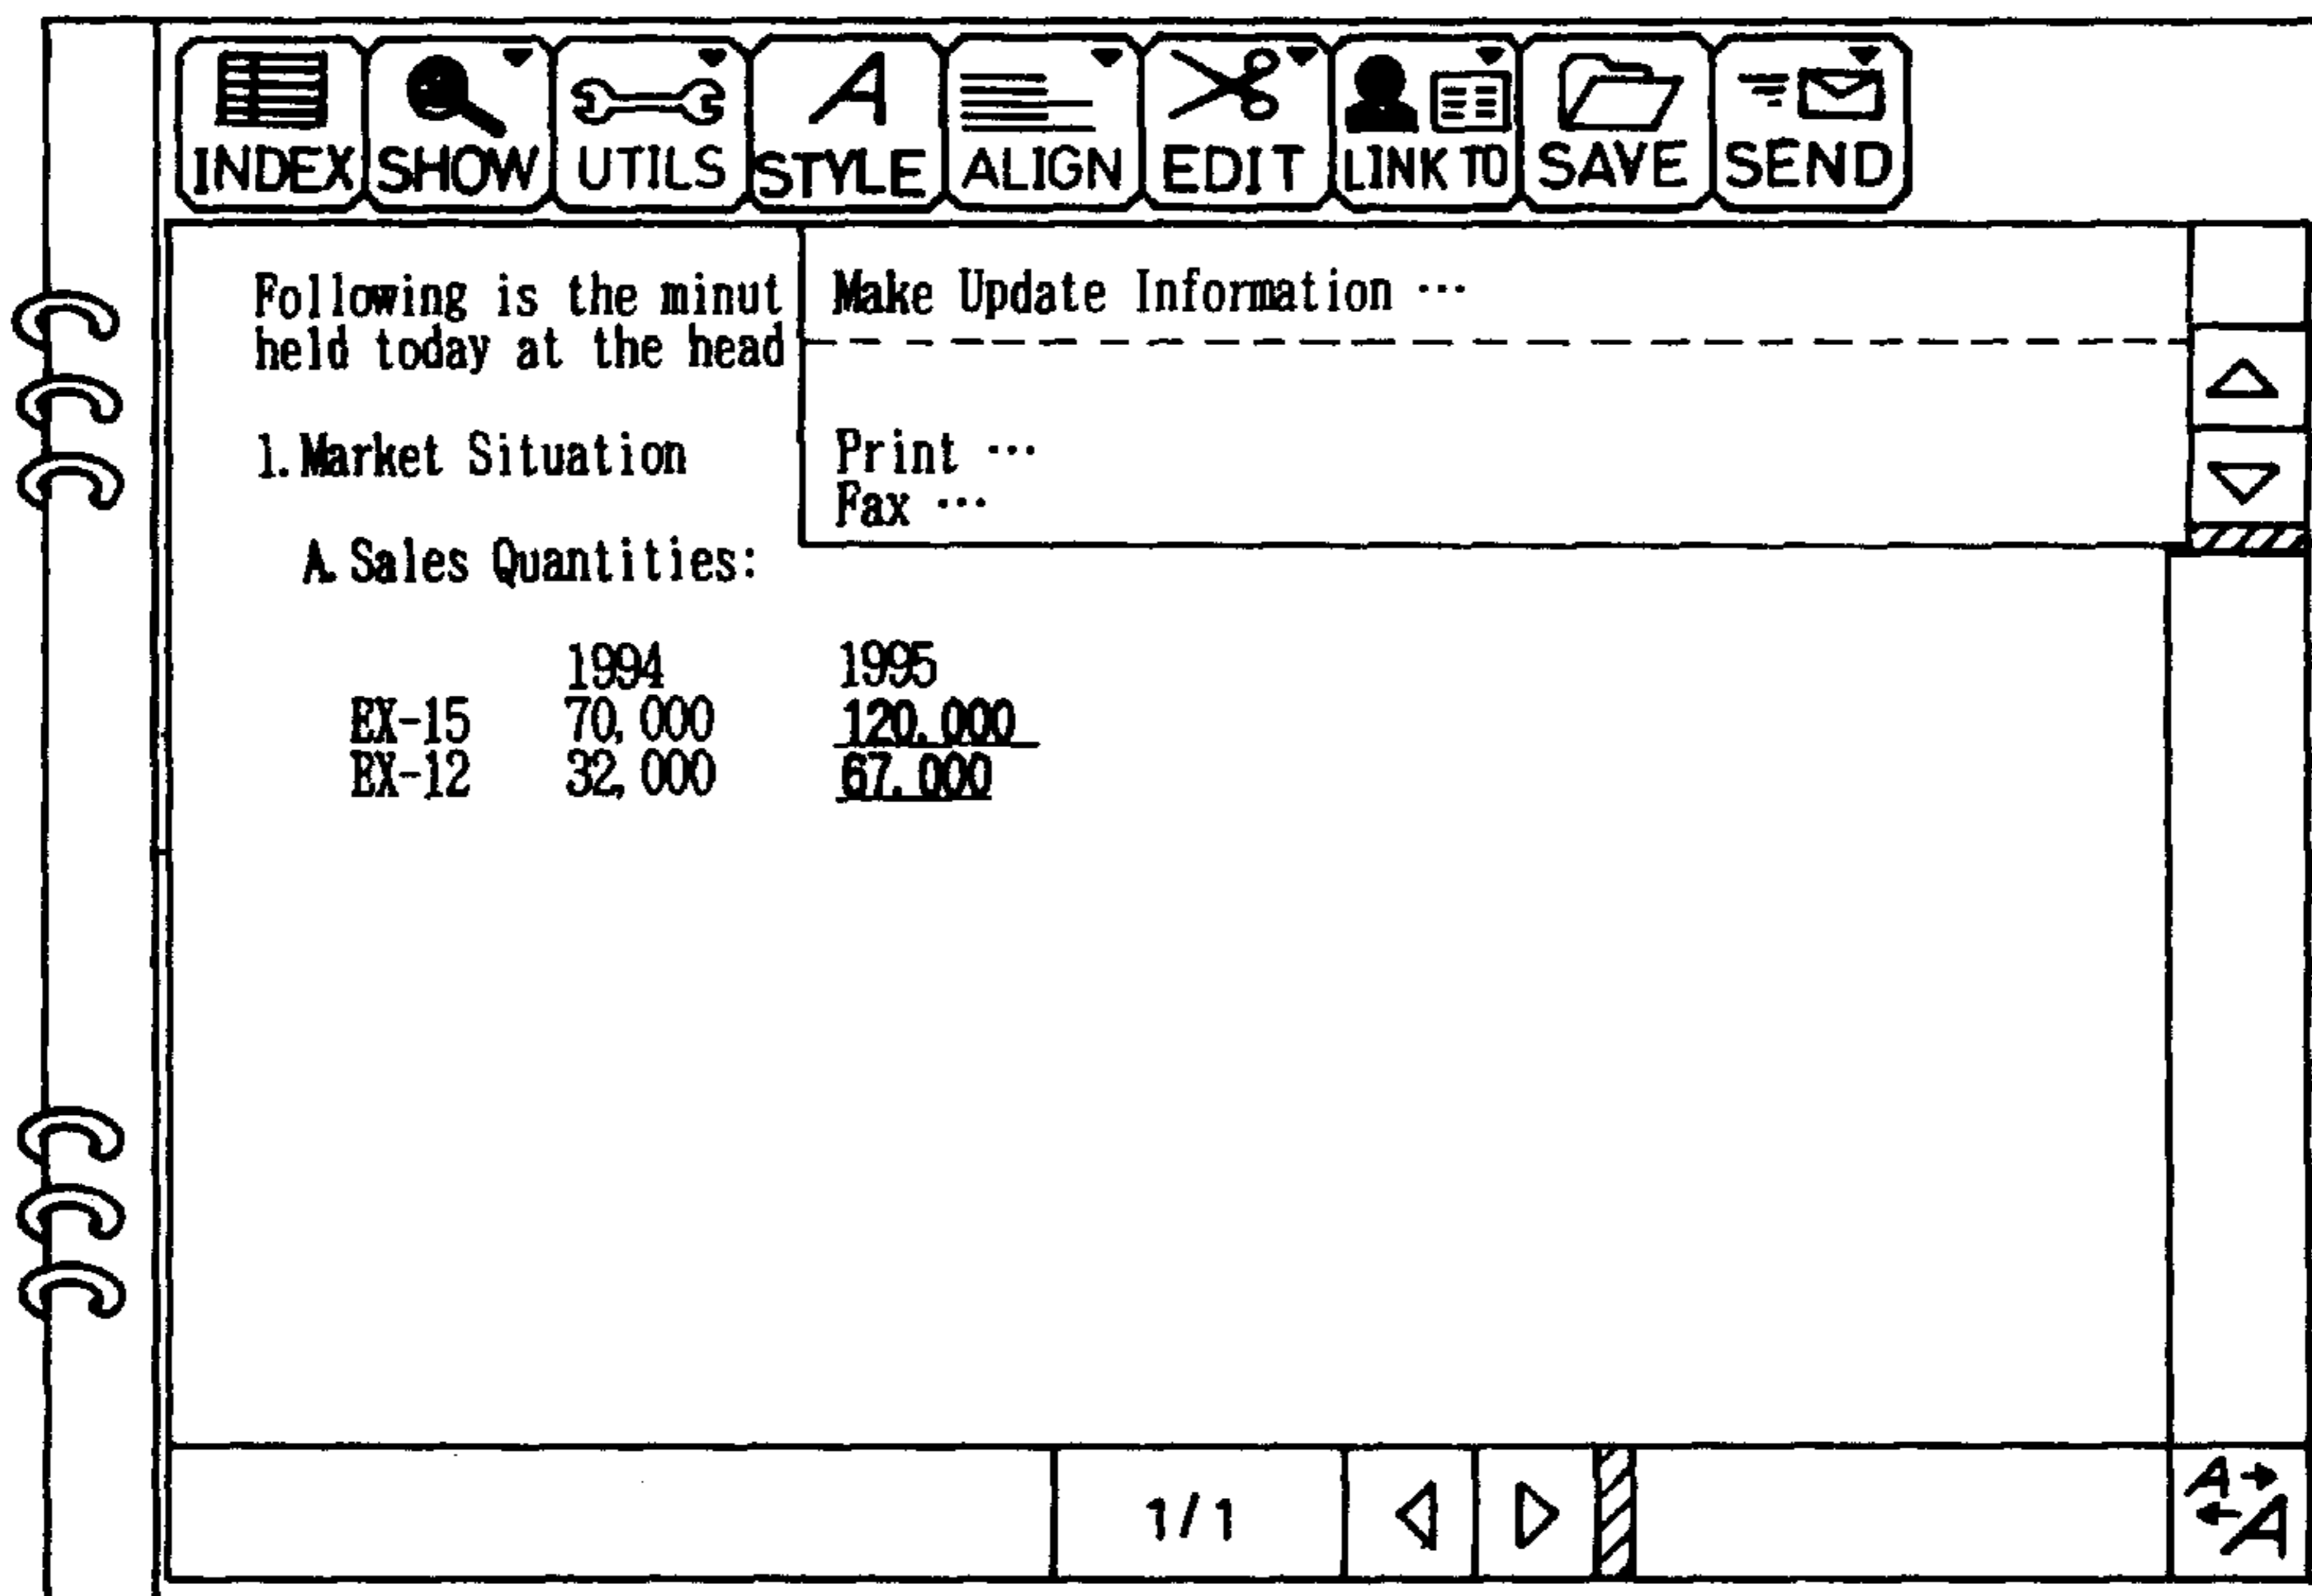 INDEX SHOW UTILS STYLE ALIGN EDIT LINK TO SAVE SEND
Following is the minut
held today at the head
Make Update Information ···
1. Market Situation
Print ···
Fax ···
A. Sales Quantities:
1994 1995
EX-15 70,000 120.000
EX-12 32,000 67.000
1/1
A
A